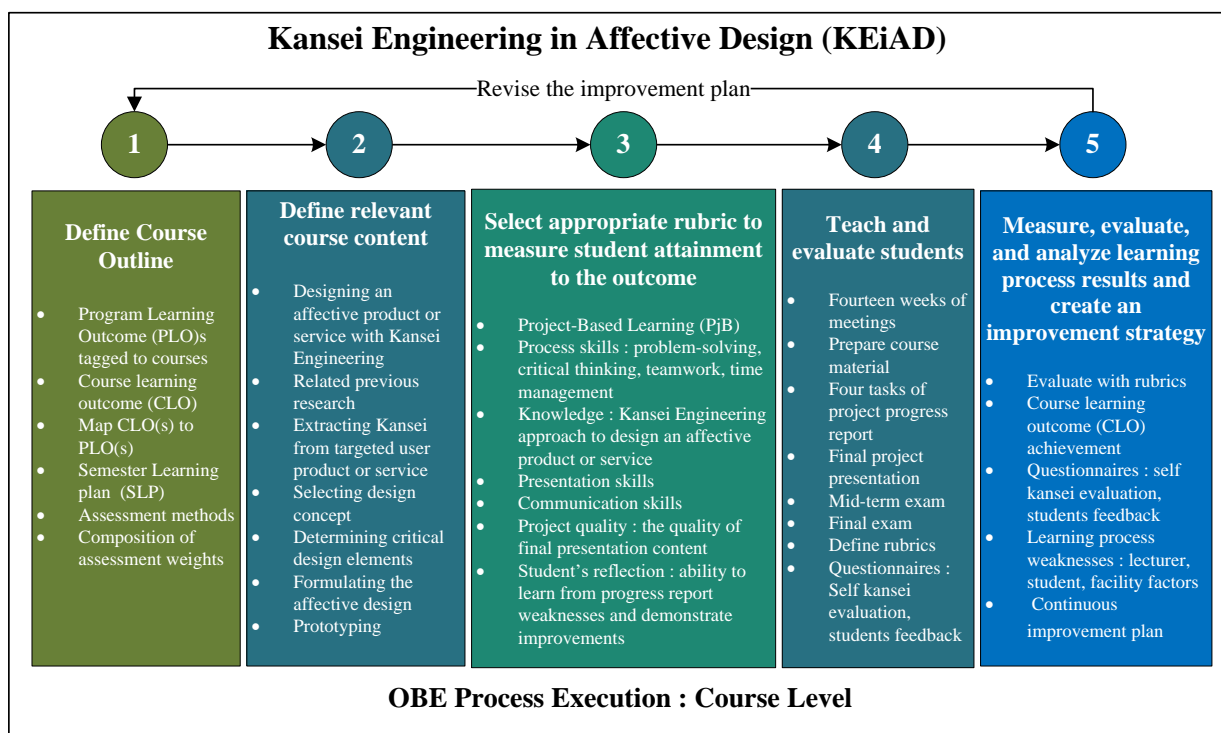 Kansei Engineering in Affective Design (KEiAD)
Revise the improvement plan
1
2
3
4
5
Define Course
Outline
• Program Learning
Outcome (PLO)s
tagged to courses
• Course learning
outcome (CLO)
• Map CLO(s) to
PLO(s)
• Semester Learning
plan (SLP)
• Assessment methods
• Composition of
assessment weights
Define relevant
course content
• Designing an
affective product or
service with Kansei
Engineering
• Related previous
research
• Extracting Kansei
from targeted user
product or service
• Selecting design
concept
• Determining critical
design elements
• Formulating the
affective design
• Prototyping
Select appropriate rubric to
measure student attainment
to the outcome
• Project-Based Learning (PjB)
• Process skills : problem-solving,
critical thinking, teamwork, time
management
• Knowledge : Kansei Engineering
approach to design an affective
product or service
• Presentation skills
• Communication skills
• Project quality : the quality of
final presentation content
• Student’s reflection : ability to
learn from progress report
weaknesses and demonstrate
improvements
Teach and
evaluate students
• Fourteen weeks of
meetings
• Prepare course
material
• Four tasks of
project progress
report
• Final project
presentation
• Mid-term exam
• Final exam
• Define rubrics
• Questionnaires :
Self kansei
evaluation,
students feedback
Measure, evaluate,
and analyze learning
process results and
create an
improvement strategy
• Evaluate with rubrics
• Course learning
outcome (CLO)
achievement
• Questionnaires : self
kansei evaluation,
students feedback
• Learning process
weaknesses : lecturer,
student, facility factors
• Continuous
improvement plan
OBE Process Execution : Course Level